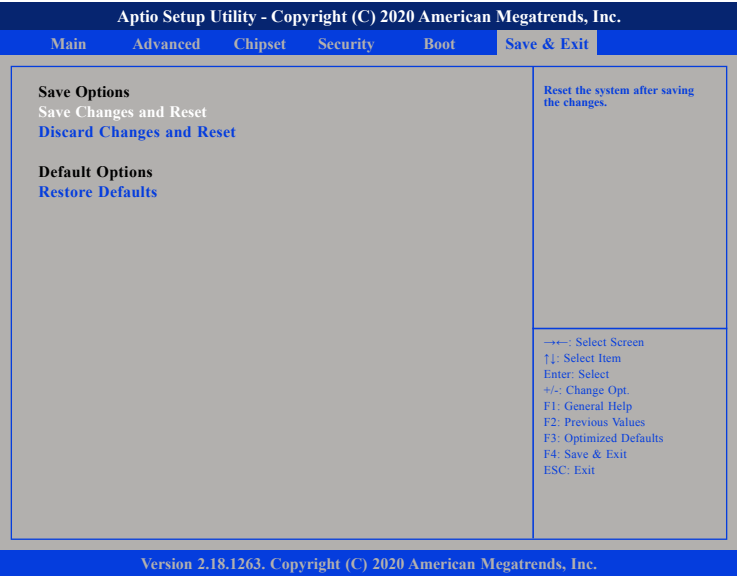 Aptio Setup Utility - Copyright (C) 2020 American Megatrends, Inc.
Main Advanced Chipset Security Boot Save & Exit
Save Options
Save Changes and Reset
Discard Changes and Reset
Default Options
Restore Defaults
Reset the system after saving
the changes.
→←: Select Screen
↑↓: Select Item
Enter: Select
+/-: Change Opt.
F1: General Help
F2: Previous Values
F3: Optimized Defaults
F4: Save & Exit
ESC: Exit
Version 2.18.1263. Copyright (C) 2020 American Megatrends, Inc.